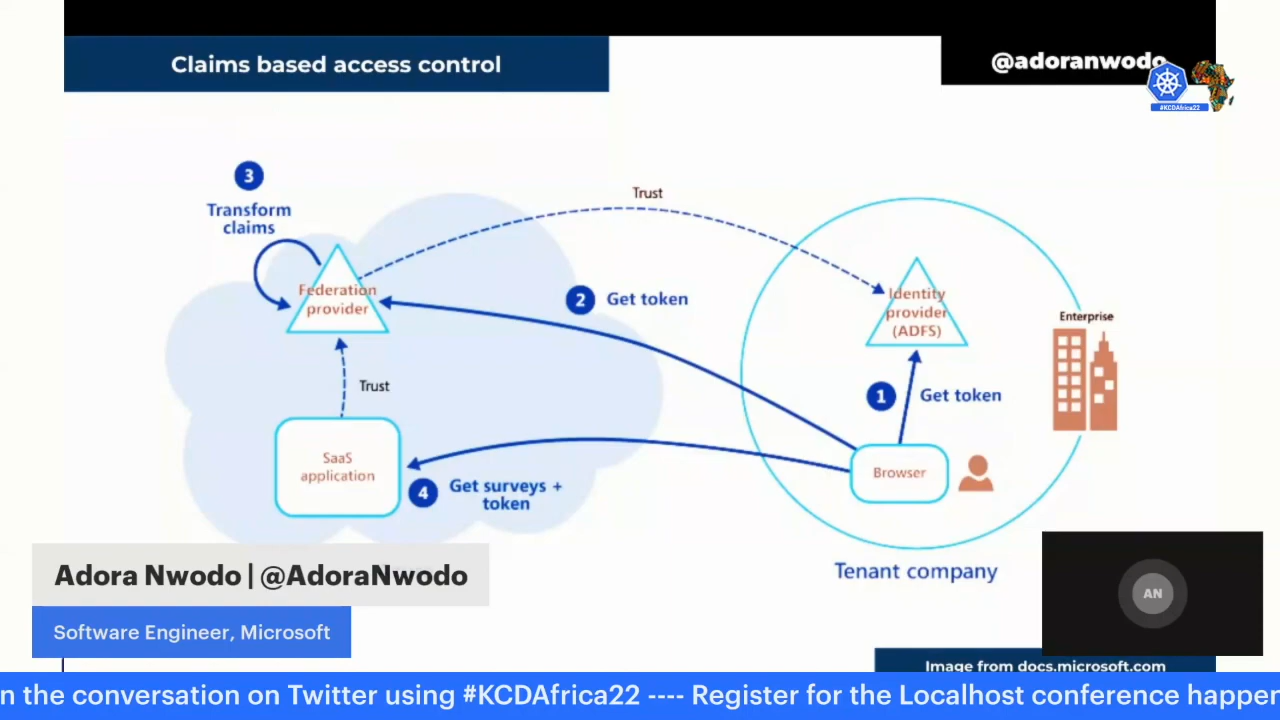 Claims based access control
@adoranwodo
#KCDAfrica22
3
Transform
claims
Trust
Federation
provider
2
Get token
Identity
provider
(ADFS)
Enterprise
Trust
1
Get token
SaaS
application
Browser
4
Get surveys +
token
Tenant company
Adora Nwodo | @AdoraNwodo
AN
Software Engineer, Microsoft
Image from docs.microsoft.com
n the conversation on Twitter using #KCDAfrica22 ---- Register for the Localhost conference happen